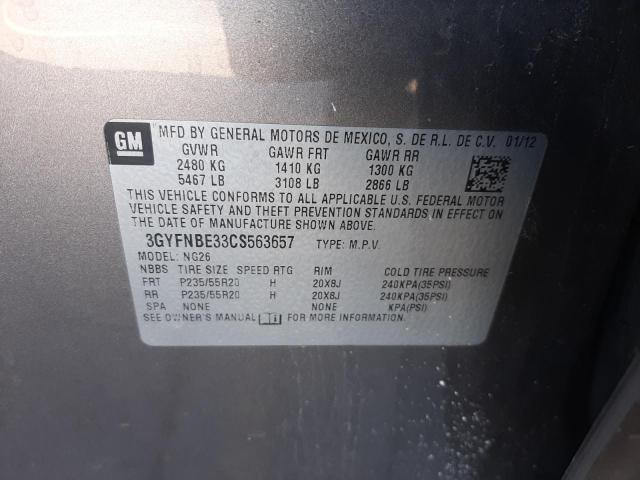 GM
MFD BY GENERAL MOTORS DE MEXICO, S. DE R.L. DE C.V. 01/12
GVWR GAWR FRT GAWR RR
2480 KG 1410 KG 1300 KG
5467 LB 3108 LB 2866 LB
THIS VEHICLE CONFORMS TO ALL APPLICABLE U.S. FEDERAL MOTOR
VEHICLE SAFETY AND THEFT PREVENTION STANDARDS IN EFFECT ON
THE DATE OF MANUFACTURE SHOWN ABOVE.
3GYFNBE33CS563657 TYPE: M.P.V.
MODEL: NG26
NBBS TIRE SIZE SPEED RTG RIM COLD TIRE PRESSURE
FRT P235/55R20 H 20X8J 240KPA(35PSI)
RR P235/55R20 H 20X8J 240KPA(35PSI)
SPA NONE NONE KPA(PSI)
SEE OWNER'S MANUAL FOR MORE INFORMATION.